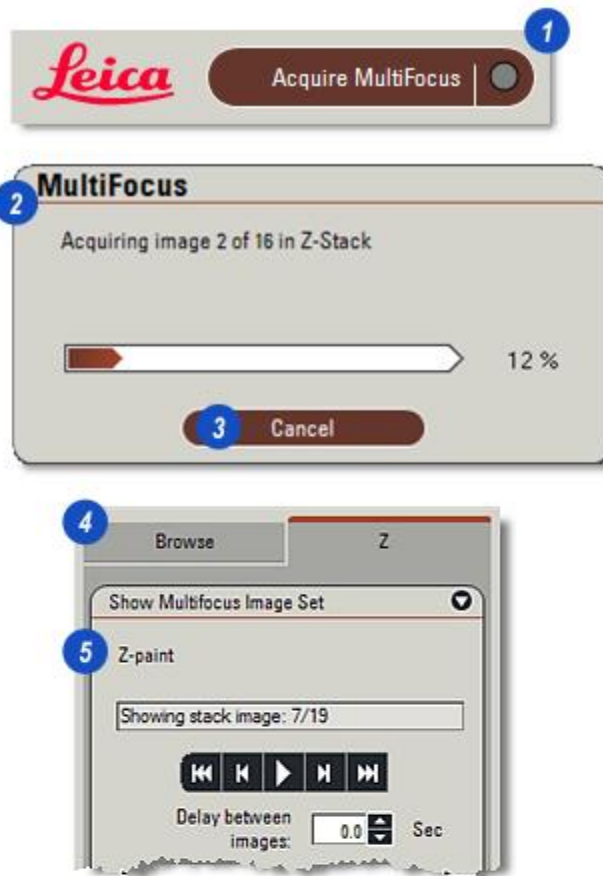 1
Leica
Acquire MultiFocus
2
MultiFocus
Acquiring image 2 of 16 in Z-Stack
12 %
3
Cancel
4
Browse
Z
Show Multifocus Image Set
5
Z-paint
Showing stack image: 7/19
Delay between
images:
0.0
Sec